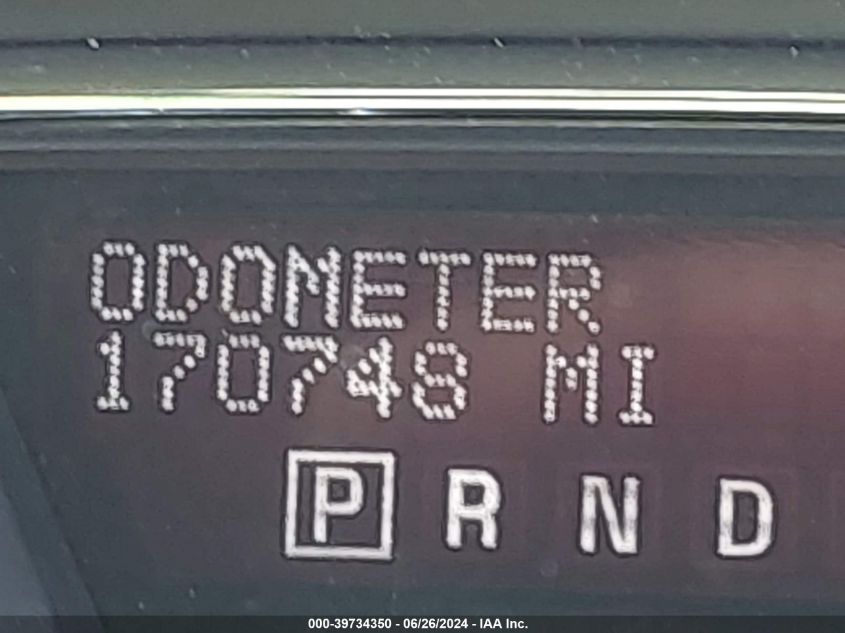 ODOMETER
170748 MI
P R N D
000-39734350 - 06/26/2024 - IAA Inc.